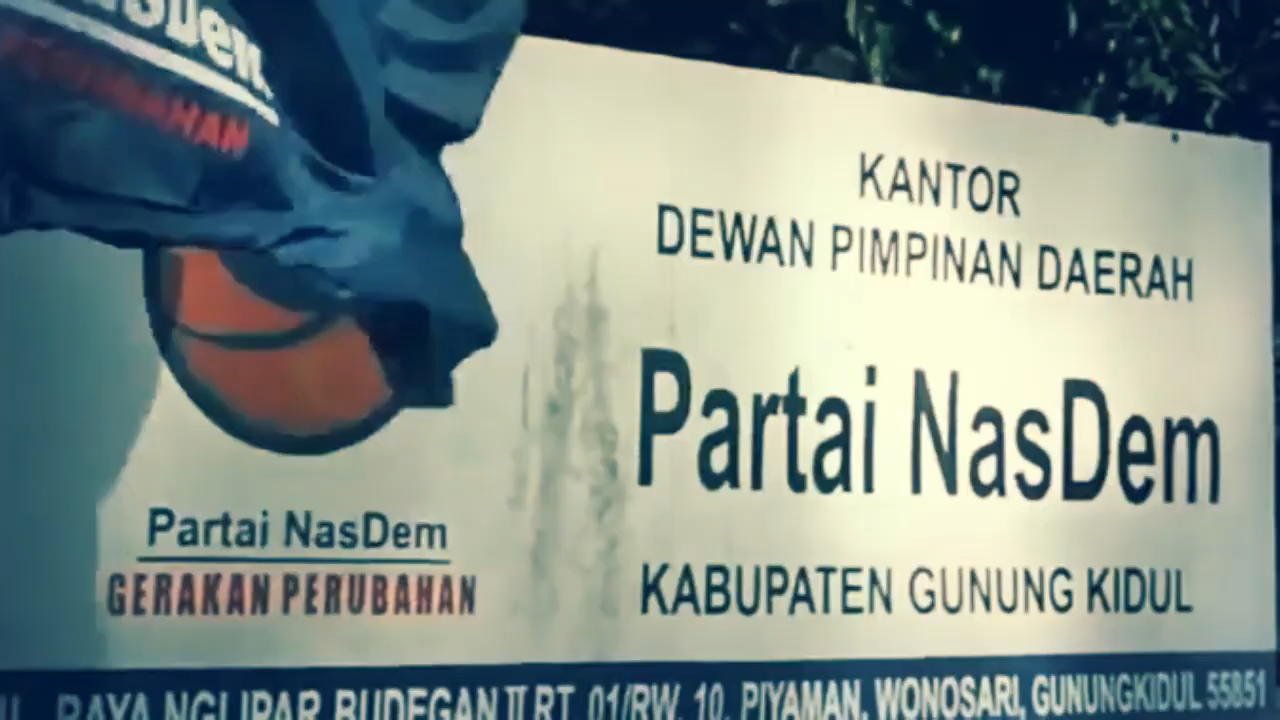 KANTOR
DEWAN PIMPINAN DAERAH
Partai NasDem
KABUPATEN GUNUNG KIDUL
Partai NasDem
GERAKAN PERUBAHAN
RAYA NGLIPAR BUDEGAN II RT 01/RW. 10, PIYAMAN, WONOSARI, GUNUNGKIDUL 55851